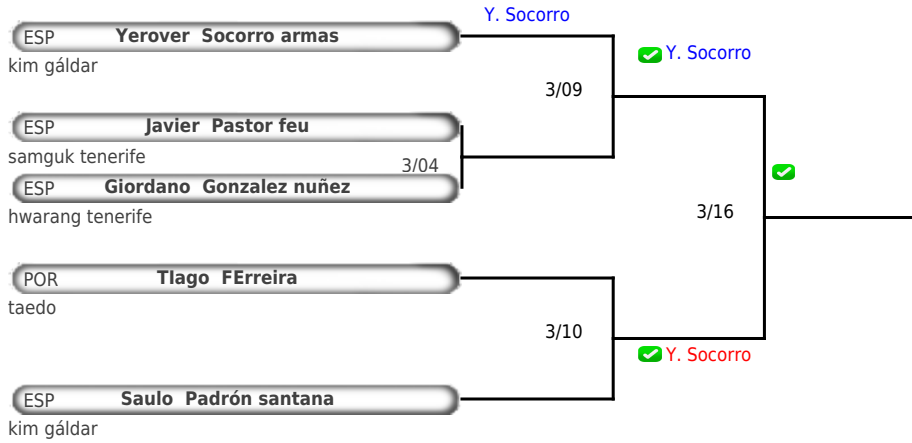 Y. Socorro
ESP Yerover Socorro armas
kim gáldar
Y. Socorro
3/09
ESP Javier Pastor feu
samguk tenerife
3/04
ESP Giordano Gonzalez nuñez
hwarang tenerife
3/16
POR TIago FErreira
taedo
3/10
Y. Socorro
ESP Saulo Padrón santana
kim gáldar